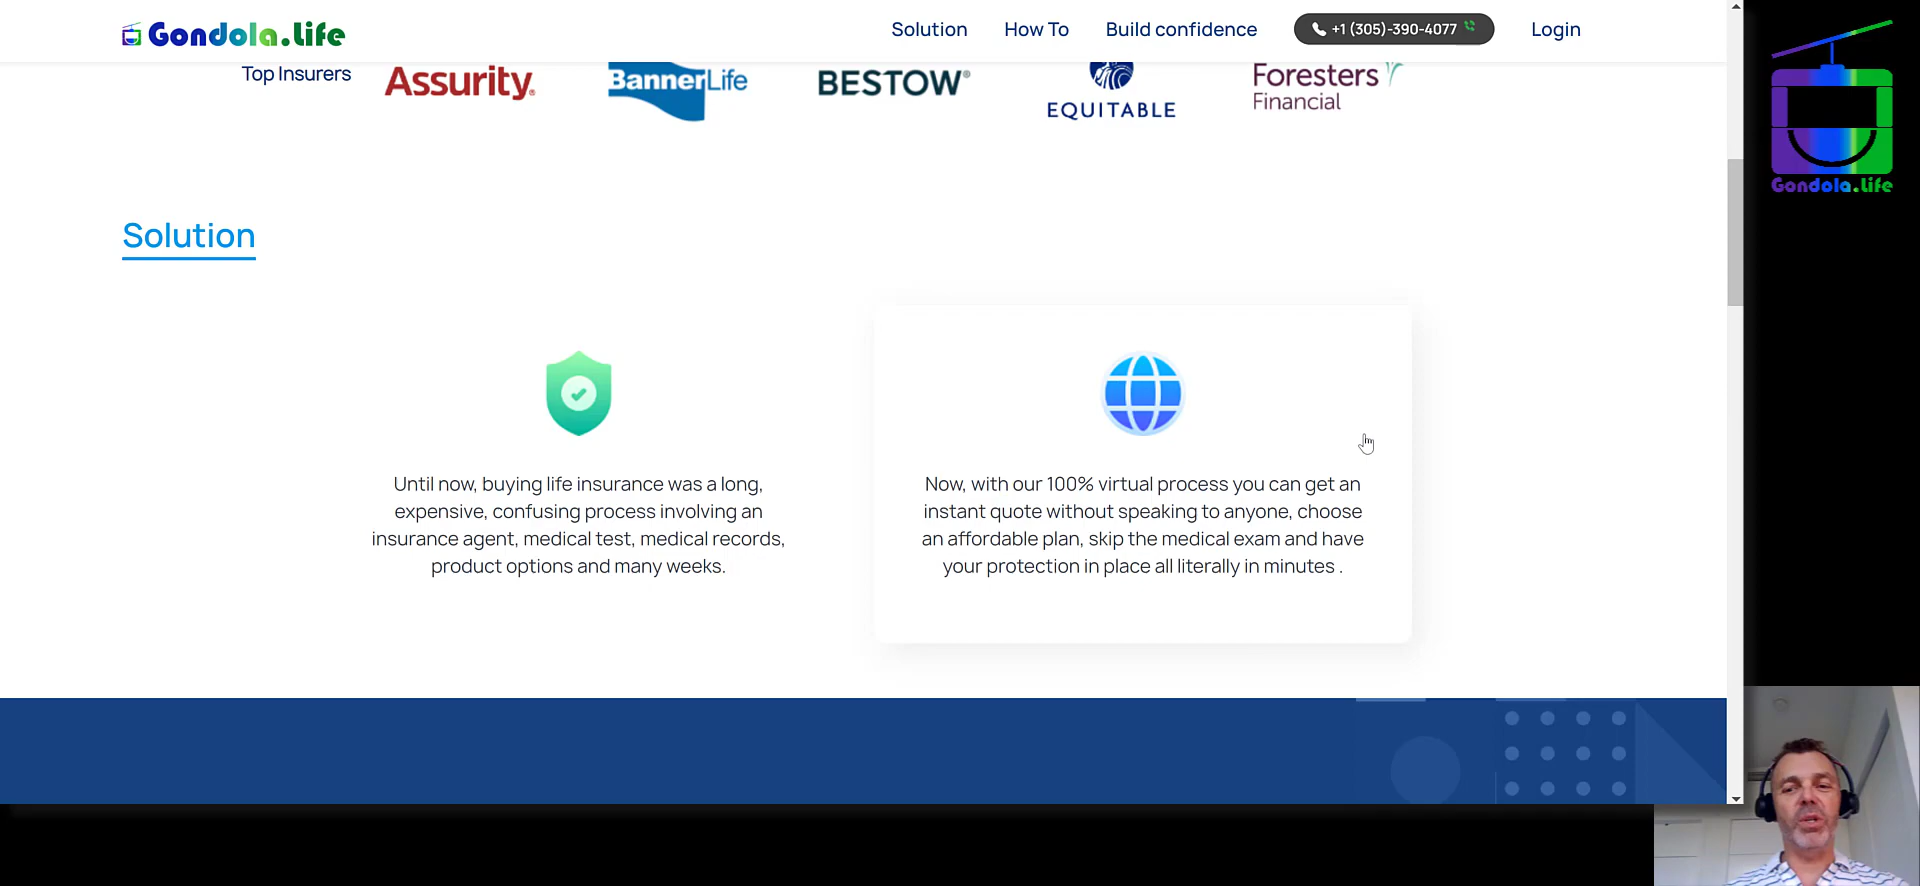 Gondola.Life
Solution
How To
Build confidence
+1 (305)-390-4077
Login
Top Insurers
Assurity®
BannerLife
BESTOW®
EQUITABLE
Foresters
Financial
Gondola.Life
Solution
Until now, buying life insurance was a long,
expensive, confusing process involving an
insurance agent, medical test, medical records,
product options and many weeks.
Now, with our 100% virtual process you can get an
instant quote without speaking to anyone, choose
an affordable plan, skip the medical exam and have
your protection in place all literally in minutes .